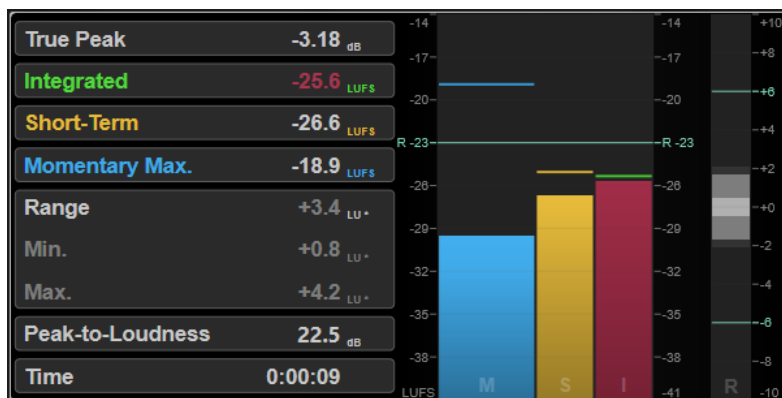 True Peak -3.18 dB
Integrated -25.6 LUFS
Short-Term -26.6 LUFS
Momentary Max. -18.9 LUFS
Range +3.4 LU*
Min. +0.8 LU*
Max. +4.2 LU*
Peak-to-Loudness 22.5 dB
Time 0:00:09
-14
-17-
-20-
R -23-
-26-
-29-
-32-
-35-
-38-
LUFS
M
S
I
-14
-17
-20
R -23
-26
-29
-32
-35
-38
-41
R
+10
+8
+6
+4
+2
+0
-2
-4
-6
-8
-10